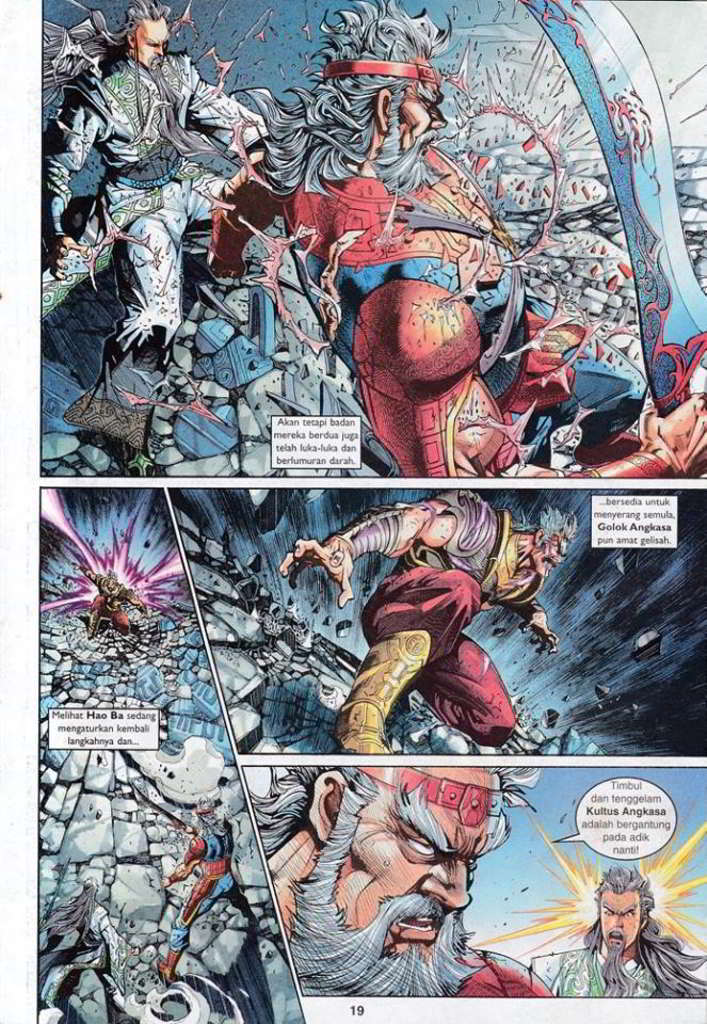 Akan tetapi badan
mereka berdua juga
telah luka-luka dan
berlumuran darah.
Melihat Hao Ba sedang
mengaturkan kembali
langkahnya dan...
...bersedia untuk
menyerang semula,
Golok Angkasa
pun amat gelisah.
Timbul
dan tenggelam
Kultus Angkasa
adalah bergantung
pada adik
nanti!
19